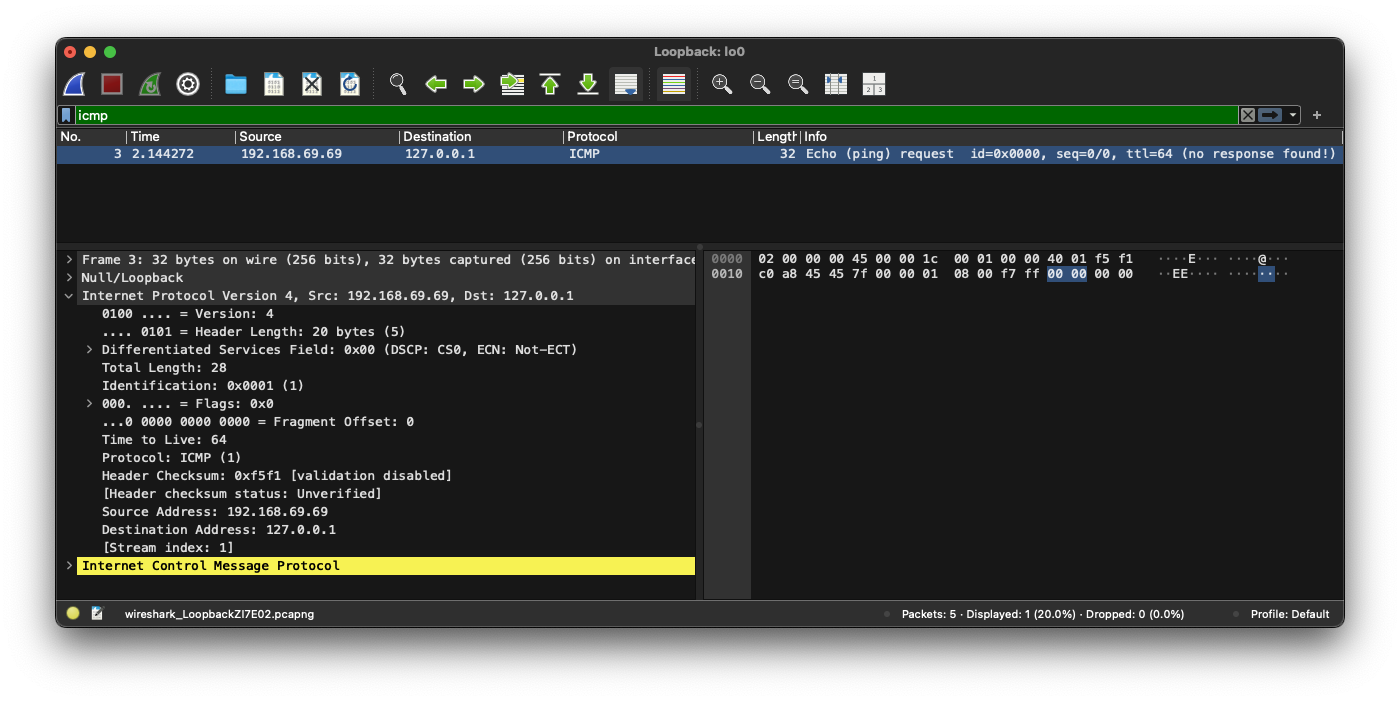 Loopback: lo0
icmp
No. Time Source Destination Protocol Length Info
3 2.144272 192.168.69.69 127.0.0.1 ICMP 32 Echo (ping) request id=0x0000, seq=0/0, ttl=64 (no response found!)
Frame 3: 32 bytes on wire (256 bits), 32 bytes captured (256 bits) on interface
Null/Loopback
Internet Protocol Version 4, Src: 192.168.69.69, Dst: 127.0.0.1
0100 .... = Version: 4
.... 0101 = Header Length: 20 bytes (5)
Differentiated Services Field: 0x00 (DSCP: CS0, ECN: Not-ECT)
Total Length: 28
Identification: 0x0001 (1)
000. .... = Flags: 0x0
...0 0000 0000 0000 = Fragment Offset: 0
Time to Live: 64
Protocol: ICMP (1)
Header Checksum: 0xf5f1 [validation disabled]
[Header checksum status: Unverified]
Source Address: 192.168.69.69
Destination Address: 127.0.0.1
[Stream index: 1]
Internet Control Message Protocol
0000 02 00 00 00 45 00 00 1c 00 01 00 00 40 01 f5 f1 ····E··· ····@···
0010 c0 a8 45 45 7f 00 00 01 08 00 f7 ff 00 00 00 00 ··EE···· ········
wireshark_LoopbackZI7E02.pcapng
Packets: 5 · Displayed: 1 (20.0%) · Dropped: 0 (0.0%)
Profile: Default